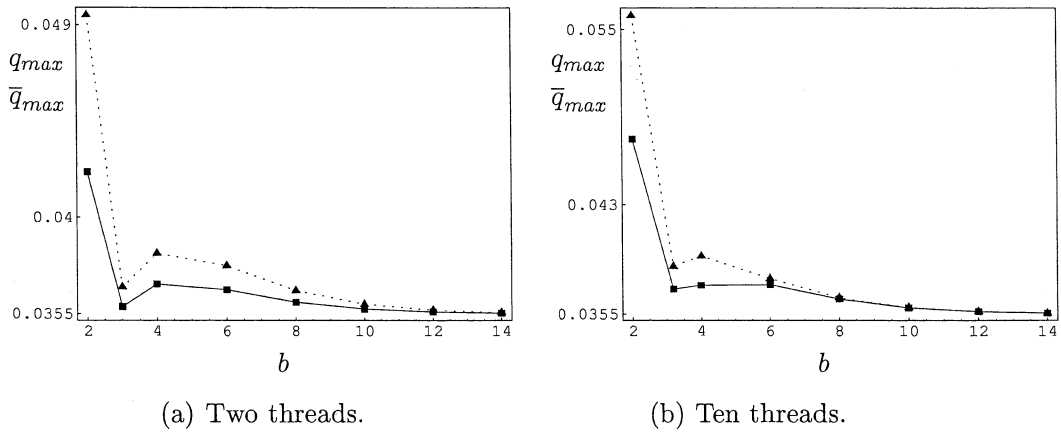 0.049
q_max
q̅_max
0.04
0.0355
2 4 6 8 10 12 14
b
(a) Two threads.
0.055
q_max
q̅_max
0.043
0.0355
2 4 6 8 10 12 14
b
(b) Ten threads.